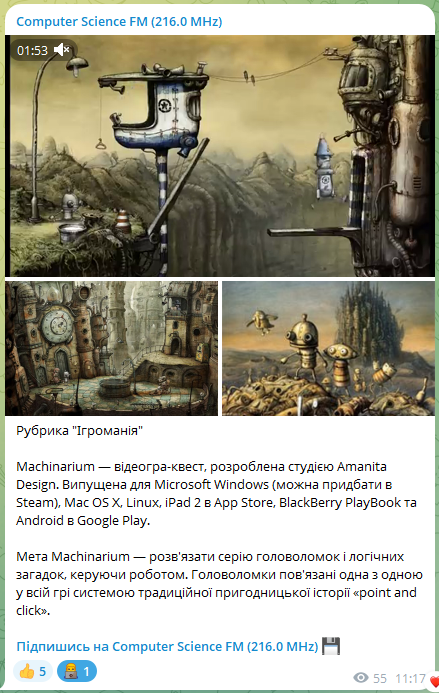 Computer Science FM (216.0 MHz)
01:53
Рубрика "Ігроманія"
Machinarium — відеогра-квест, розроблена студією Amanita
Design. Випущена для Microsoft Windows (можна придбати в
Steam), Mac OS X, Linux, iPad 2 в App Store, BlackBerry PlayBook та
Android в Google Play.
Мета Machinarium — розв'язати серію головоломок і логічних
загадок, керуючи роботом. Головоломки пов'язані одна з одною
у всій грі системою традиційної пригодницької історії «point and
click».
Підпишись на Computer Science FM (216.0 MHz) 💾
👍 5 1 55 11:17